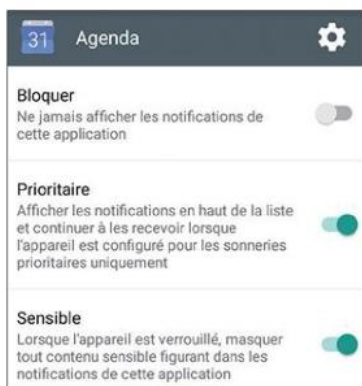 31 Agenda
Bloquer
Ne jamais afficher les notifications de
cette application
Prioritaire
Afficher les notifications en haut de la liste
et continuer à les recevoir lorsque
l'appareil est configuré pour les sonneries
prioritaires uniquement
Sensible
Lorsque l'appareil est verrouillé, masquer
tout contenu sensible figurant dans les
notifications de cette application